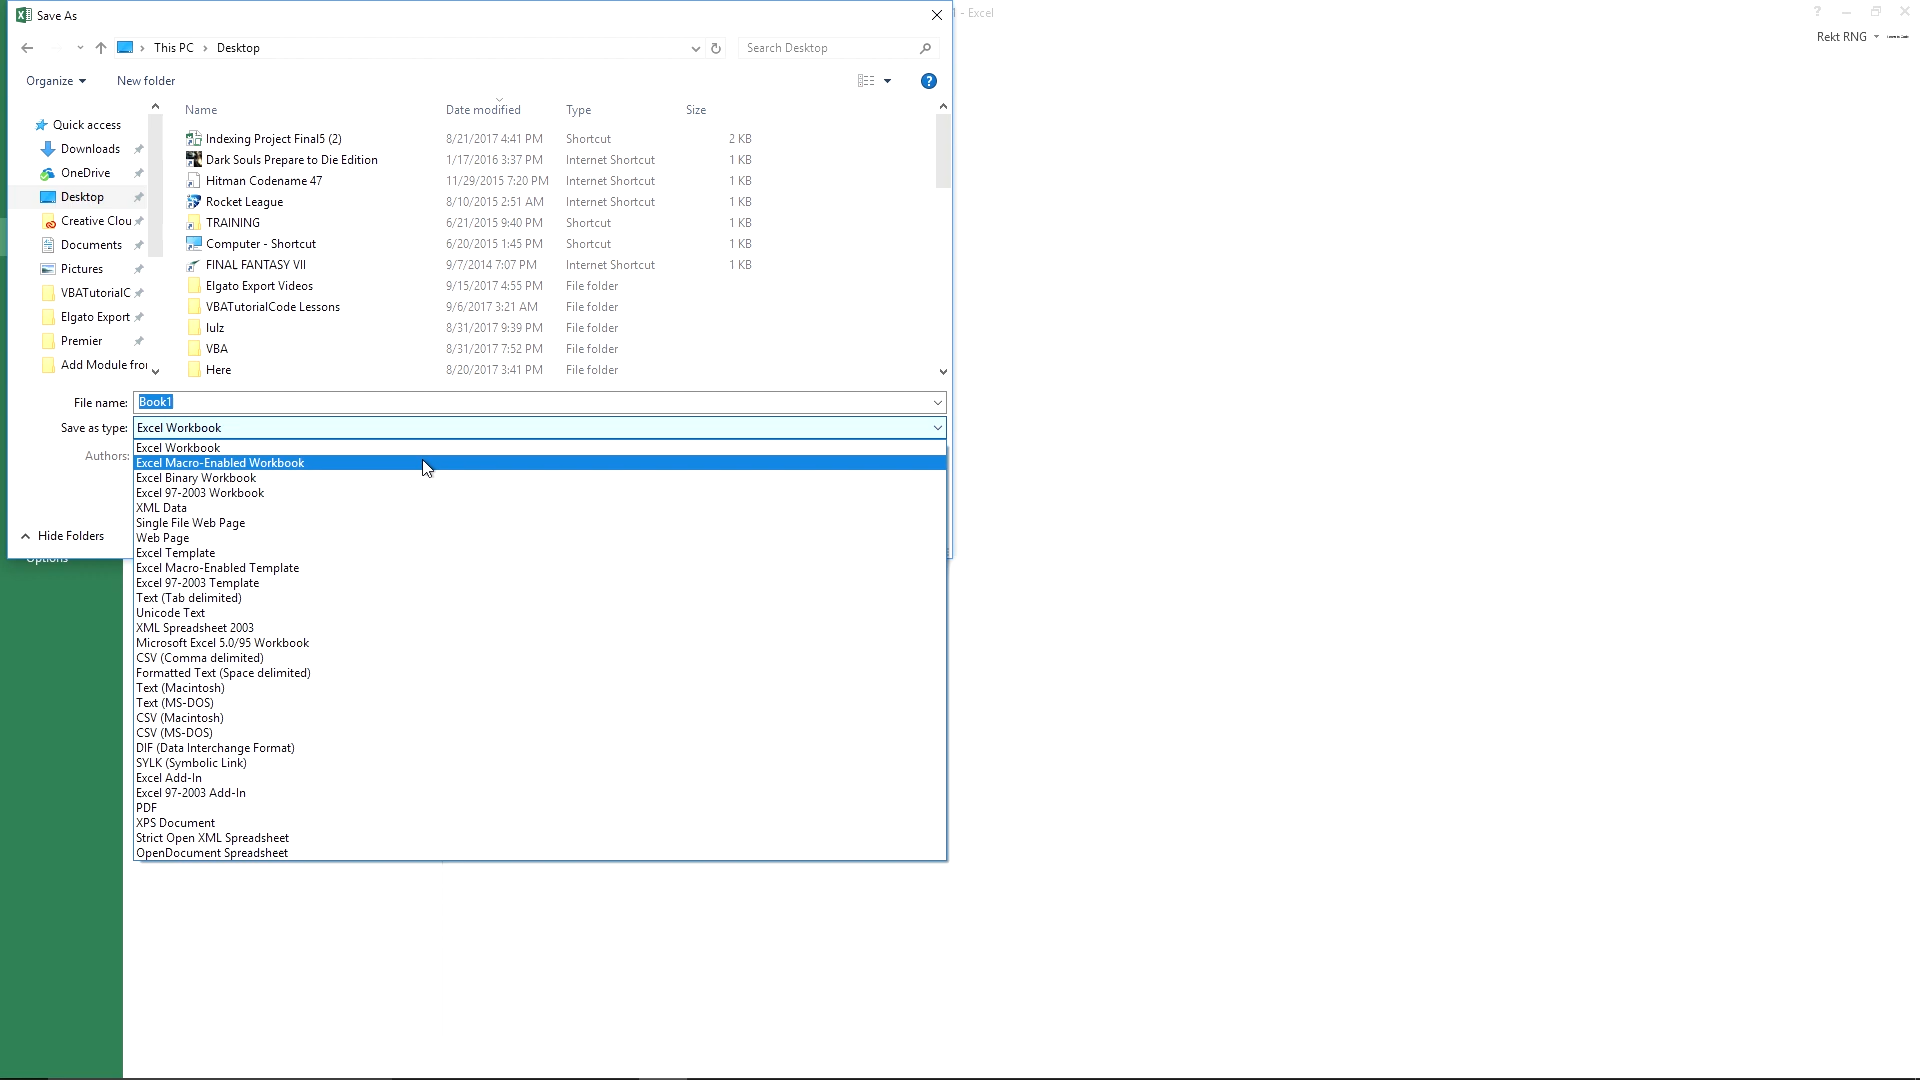 Save As
1 - Excel
This PC > Desktop
Search Desktop
Rekt RNG
Organize
New folder
Name Date modified Type Size
Quick access
Downloads
OneDrive
Desktop
Creative Clou
Documents
Pictures
VBATutorialC
Elgato Export
Premier
Add Module fro
Indexing Project Final5 (2) 8/21/2017 4:41 PM Shortcut 2 KB
Dark Souls Prepare to Die Edition 1/17/2016 3:37 PM Internet Shortcut 1 KB
Hitman Codename 47 11/29/2015 7:20 PM Internet Shortcut 1 KB
Rocket League 8/10/2015 2:51 AM Internet Shortcut 1 KB
TRAINING 6/21/2015 9:40 PM Shortcut 1 KB
Computer - Shortcut 6/20/2015 1:45 PM Shortcut 1 KB
FINAL FANTASY VII 9/7/2014 7:07 PM Internet Shortcut 1 KB
Elgato Export Videos 9/15/2017 4:55 PM File folder
VBATutorialCode Lessons 9/6/2017 3:21 AM File folder
lulz 8/31/2017 9:39 PM File folder
VBA 8/31/2017 7:52 PM File folder
Here 8/20/2017 3:41 PM File folder
File name: Book1
Save as type: Excel Workbook
Authors:
Excel Workbook
Excel Macro-Enabled Workbook
Excel Binary Workbook
Excel 97-2003 Workbook
XML Data
Single File Web Page
Web Page
Excel Template
Excel Macro-Enabled Template
Excel 97-2003 Template
Text (Tab delimited)
Unicode Text
XML Spreadsheet 2003
Microsoft Excel 5.0/95 Workbook
CSV (Comma delimited)
Formatted Text (Space delimited)
Text (Macintosh)
Text (MS-DOS)
CSV (Macintosh)
CSV (MS-DOS)
DIF (Data Interchange Format)
SYLK (Symbolic Link)
Excel Add-In
Excel 97-2003 Add-In
PDF
XPS Document
Strict Open XML Spreadsheet
OpenDocument Spreadsheet
Hide Folders
Options